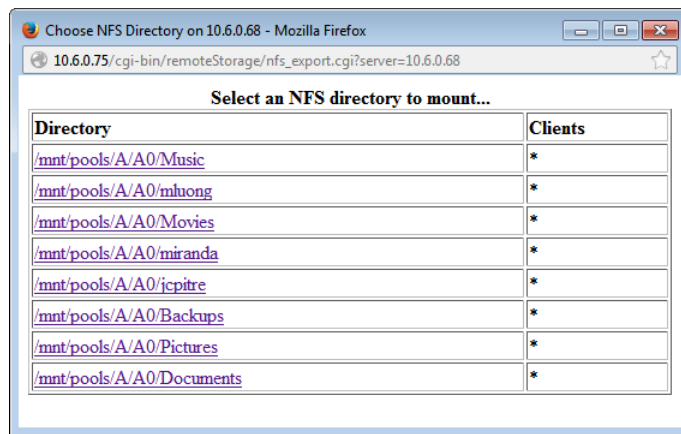 Choose NFS Directory on 10.6.0.68 - Mozilla Firefox
10.6.0.75/cgi-bin/remoteStorage/nfs_export.cgi?server=10.6.0.68
Select an NFS directory to mount...
Directory Clients
/mnt/pools/A/A0/Music *
/mnt/pools/A/A0/mluong *
/mnt/pools/A/A0/Movies *
/mnt/pools/A/A0/miranda *
/mnt/pools/A/A0/jcpitre *
/mnt/pools/A/A0/Backups *
/mnt/pools/A/A0/Pictures *
/mnt/pools/A/A0/Documents *